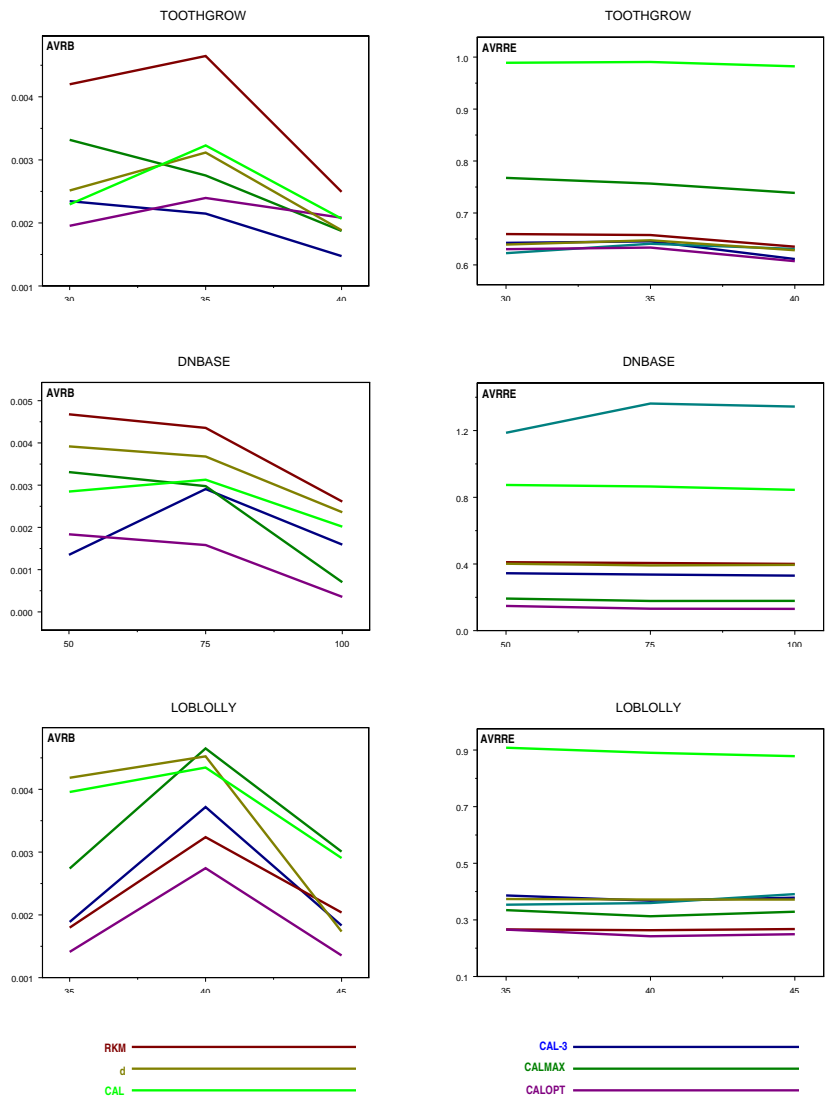 TOOTHGROW
AVRB
0.004
0.003
0.002
0.001
30
35
40
TOOTHGROW
AVRRE
1.0
0.9
0.8
0.7
0.6
30
35
40
DNBASE
AVRB
0.005
0.004
0.003
0.002
0.001
0.000
50
75
100
DNBASE
AVRRE
1.2
0.8
0.4
0.0
50
75
100
LOBLOLLY
AVRB
0.004
0.003
0.002
0.001
35
40
45
LOBLOLLY
AVRRE
0.9
0.7
0.5
0.3
0.1
35
40
45
RKM
d
CAL
CAL-3
CALMAX
CALOPT